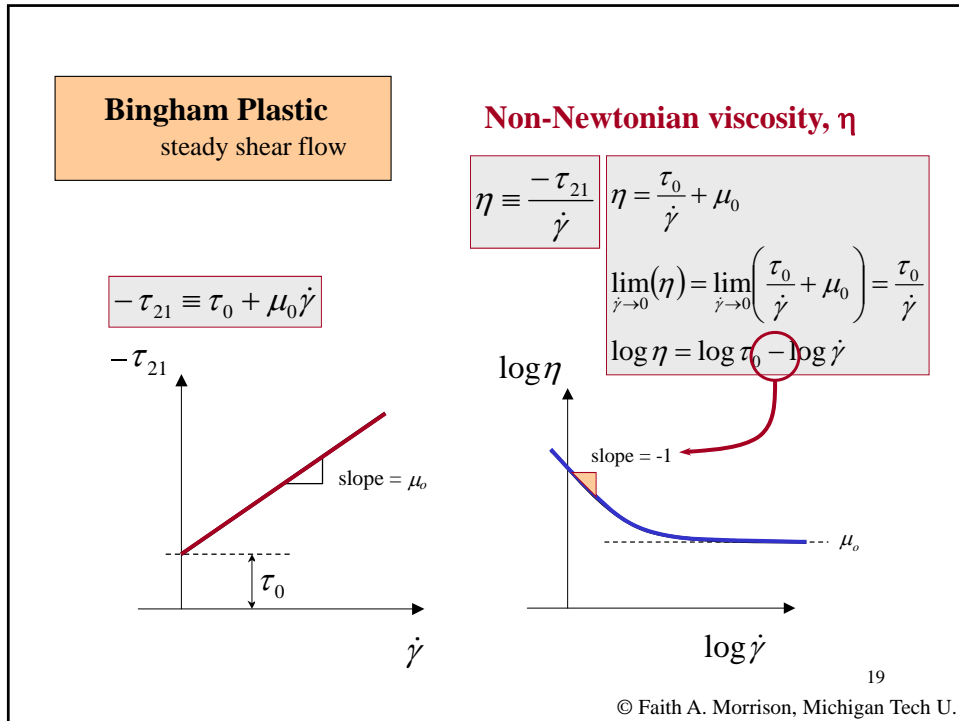 Bingham Plastic
steady shear flow
Non-Newtonian viscosity, η
η ≡ −τ₂₁ / γ̇
η = τ₀ / γ̇ + μ₀
lim γ̇→0 (η) = lim γ̇→0 (τ₀ / γ̇ + μ₀) = τ₀ / γ̇
log η = log τ₀ − log γ̇
−τ₂₁ ≡ τ₀ + μ₀γ̇
−τ₂₁
slope = μₒ
τ₀
γ̇
log η
slope = -1
μₒ
log γ̇
19
© Faith A. Morrison, Michigan Tech U.